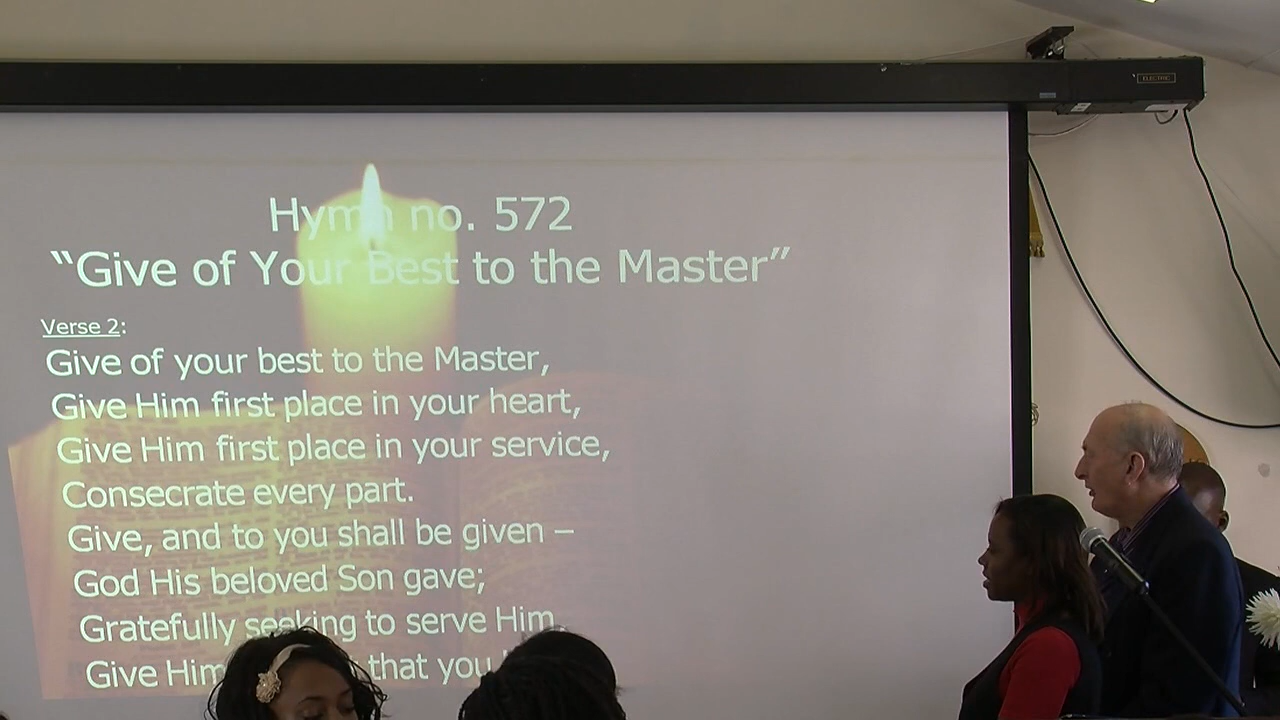 ELECTRIC
Hymn no. 572
“Give of Your Best to the Master”
Verse 2:
Give of your best to the Master,
Give Him first place in your heart,
Give Him first place in your service,
Consecrate every part.
Give, and to you shall be given –
God His beloved Son gave;
Gratefully seeking to serve Him
Give Him that you